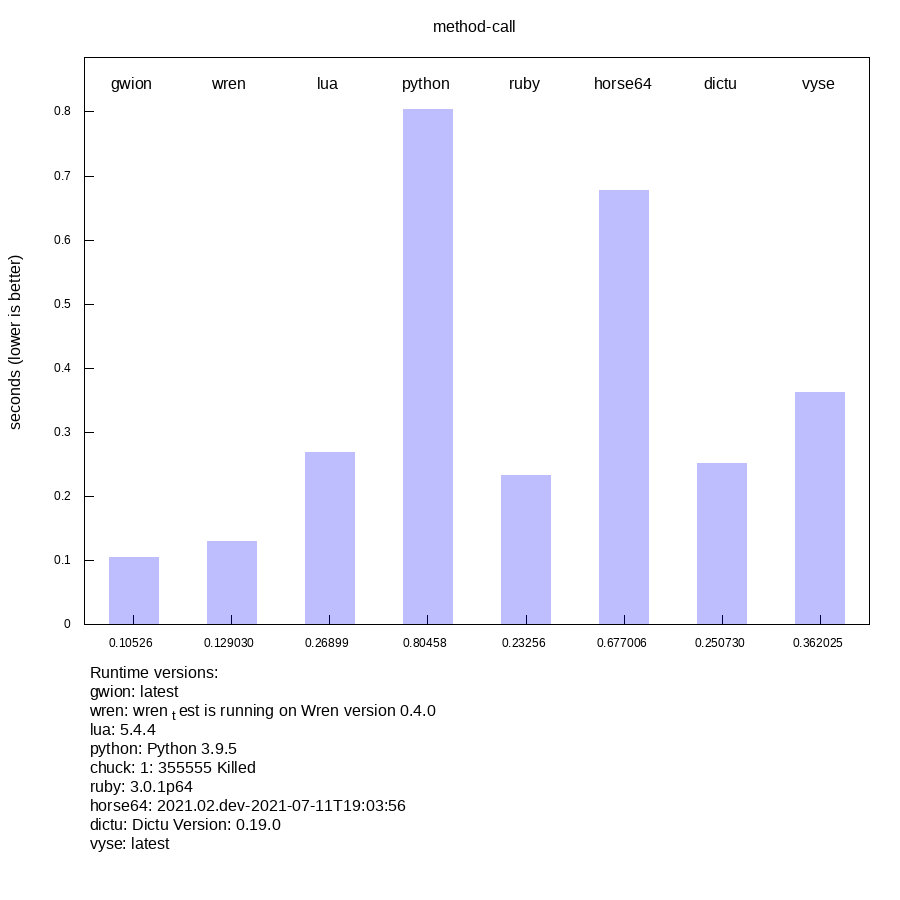 method-call
gwion wren lua python ruby horse64 dictu vyse
seconds (lower is better)
0.8
0.7
0.6
0.5
0.4
0.3
0.2
0.1
0
0.10526 0.129030 0.26899 0.80458 0.23256 0.677006 0.250730 0.362025
Runtime versions:
gwion: latest
wren: wren t est is running on Wren version 0.4.0
lua: 5.4.4
python: Python 3.9.5
chuck: 1: 355555 Killed
ruby: 3.0.1p64
horse64: 2021.02.dev-2021-07-11T19:03:56
dictu: Dictu Version: 0.19.0
vyse: latest